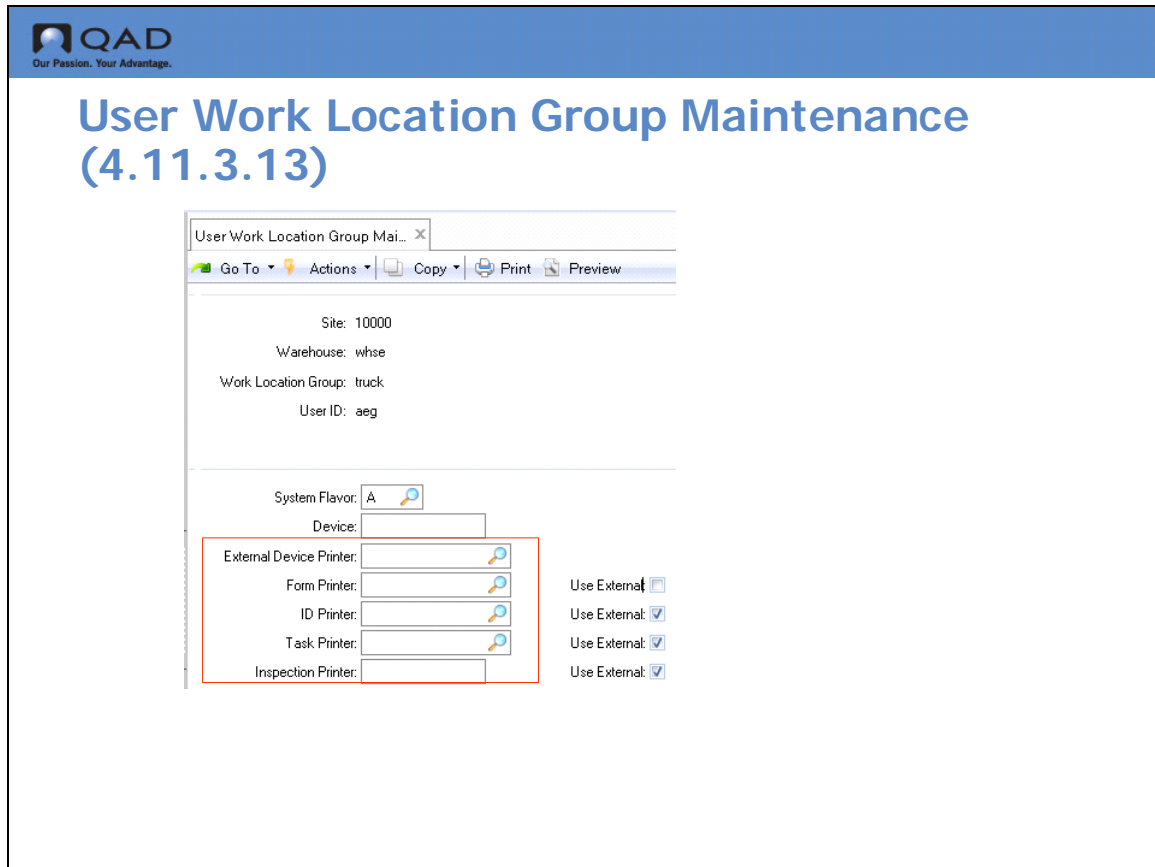 QAD
Our Passion. Your Advantage.
User Work Location Group Maintenance
(4.11.3.13)
User Work Location Group Mai...
Go To Actions Copy Print Preview
Site: 10000
Warehouse: whse
Work Location Group: truck
User ID: aeg
System Flavor: A
Device:
External Device Printer:
Form Printer: Use External:
ID Printer: Use External:
Task Printer: Use External:
Inspection Printer: Use External: